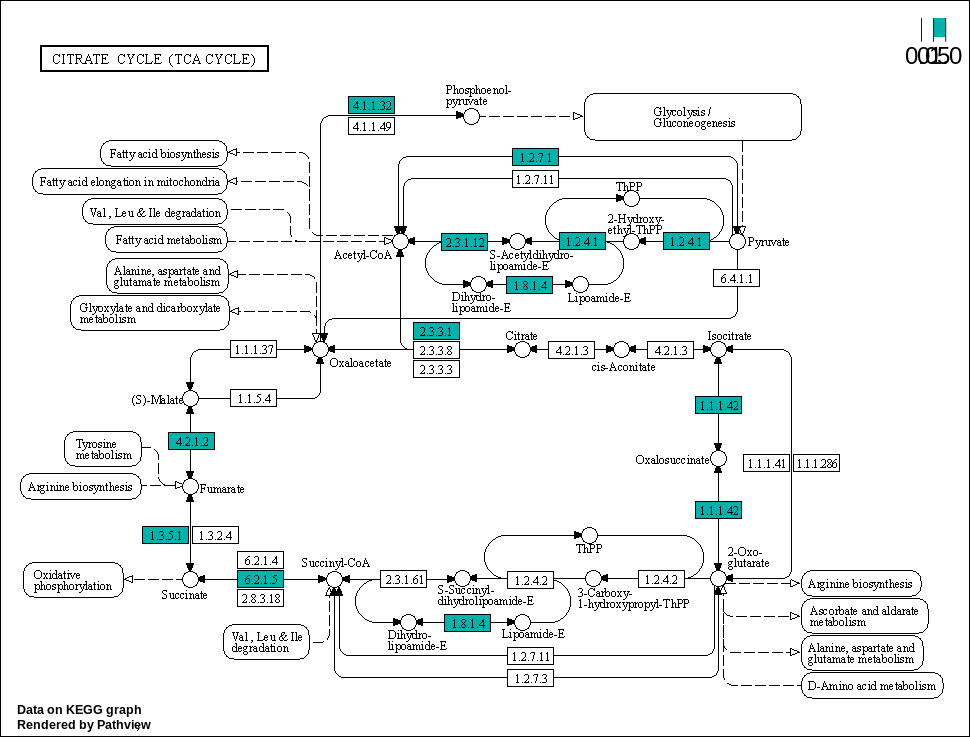 CITRATE CYCLE (TCA CYCLE)
Phosphoenol-
pyruvate
4.1.1.32
4.1.1.49
Glycolysis /
Gluconeogenesis
Fatty acid biosynthesis
Fatty acid elongation in mitochondria
Val, Leu & Ile degradation
Fatty acid metabolism
Alanine, aspartate and
glutamate metabolism
Glyoxylate and dicarboxylate
metabolism
1.2.7.1
1.2.7.11
ThPP
2-Hydroxy-
ethyl-ThPP
Acetyl-CoA
2.3.1.12
1.2.4.1
1.2.4.1
Pyruvate
S-Acetyldihydro-
lipoamide-E
6.4.1.1
1.8.1.4
Dihydro-
lipoamide-E
Lipoamide-E
2.3.3.1
2.3.3.8
2.3.3.3
Citrate
Isocitrate
1.1.1.37
Oxaloacetate
4.2.1.3
4.2.1.3
cis-Aconitate
(S)-Malate
1.1.5.4
1.1.1.42
4.2.1.2
Tyrosine
metabolism
Oxalosuccinate
1.1.1.41
1.1.1.286
Arginine biosynthesis
Fumarate
1.1.1.42
1.3.5.1
1.3.2.4
ThPP
2-Oxo-
glutarate
6.2.1.4
6.2.1.5
2.8.3.18
Succinyl-CoA
Oxidative
phosphorylation
Succinate
2.3.1.61
1.2.4.2
1.2.4.2
S-Succinyl-
dihydrolipoamide-E
3-Carboxy-
1-hydroxypropyl-ThPP
Arginine biosynthesis
Ascorbate and aldarate
metabolism
1.8.1.4
Dihydro-
lipoamide-E
Lipoamide-E
Val, Leu & Ile
degradation
Alanine, aspartate and
glutamate metabolism
1.2.7.11
1.2.7.3
D-Amino acid metabolism
Data on KEGG graph
Rendered by Pathview